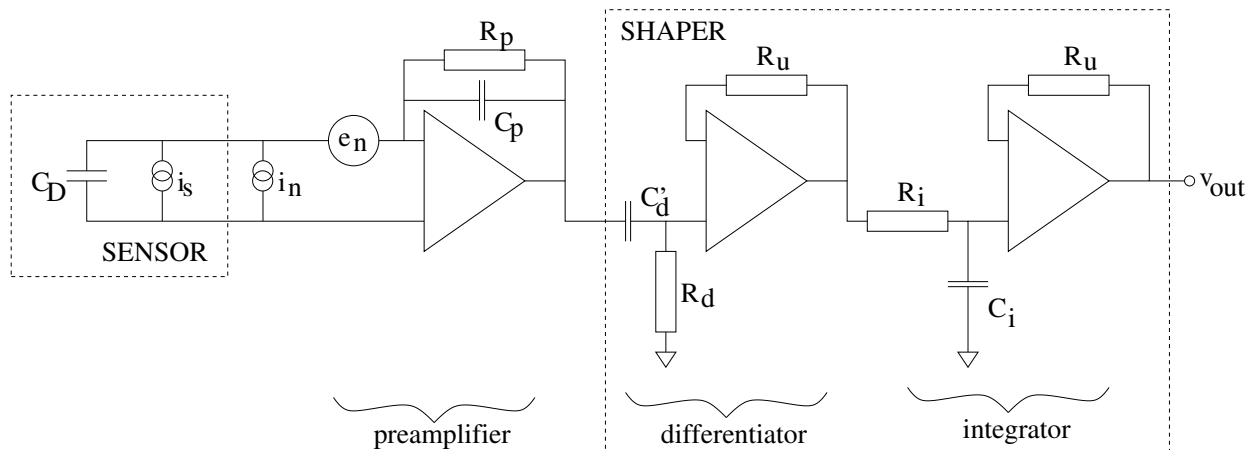 SHAPER
R_p
C_p
R_u
R_u
SENSOR
C_D
i_s
i_n
e_n
C'_d
R_d
R_i
C_i
v_out
preamplifier
differentiator
integrator